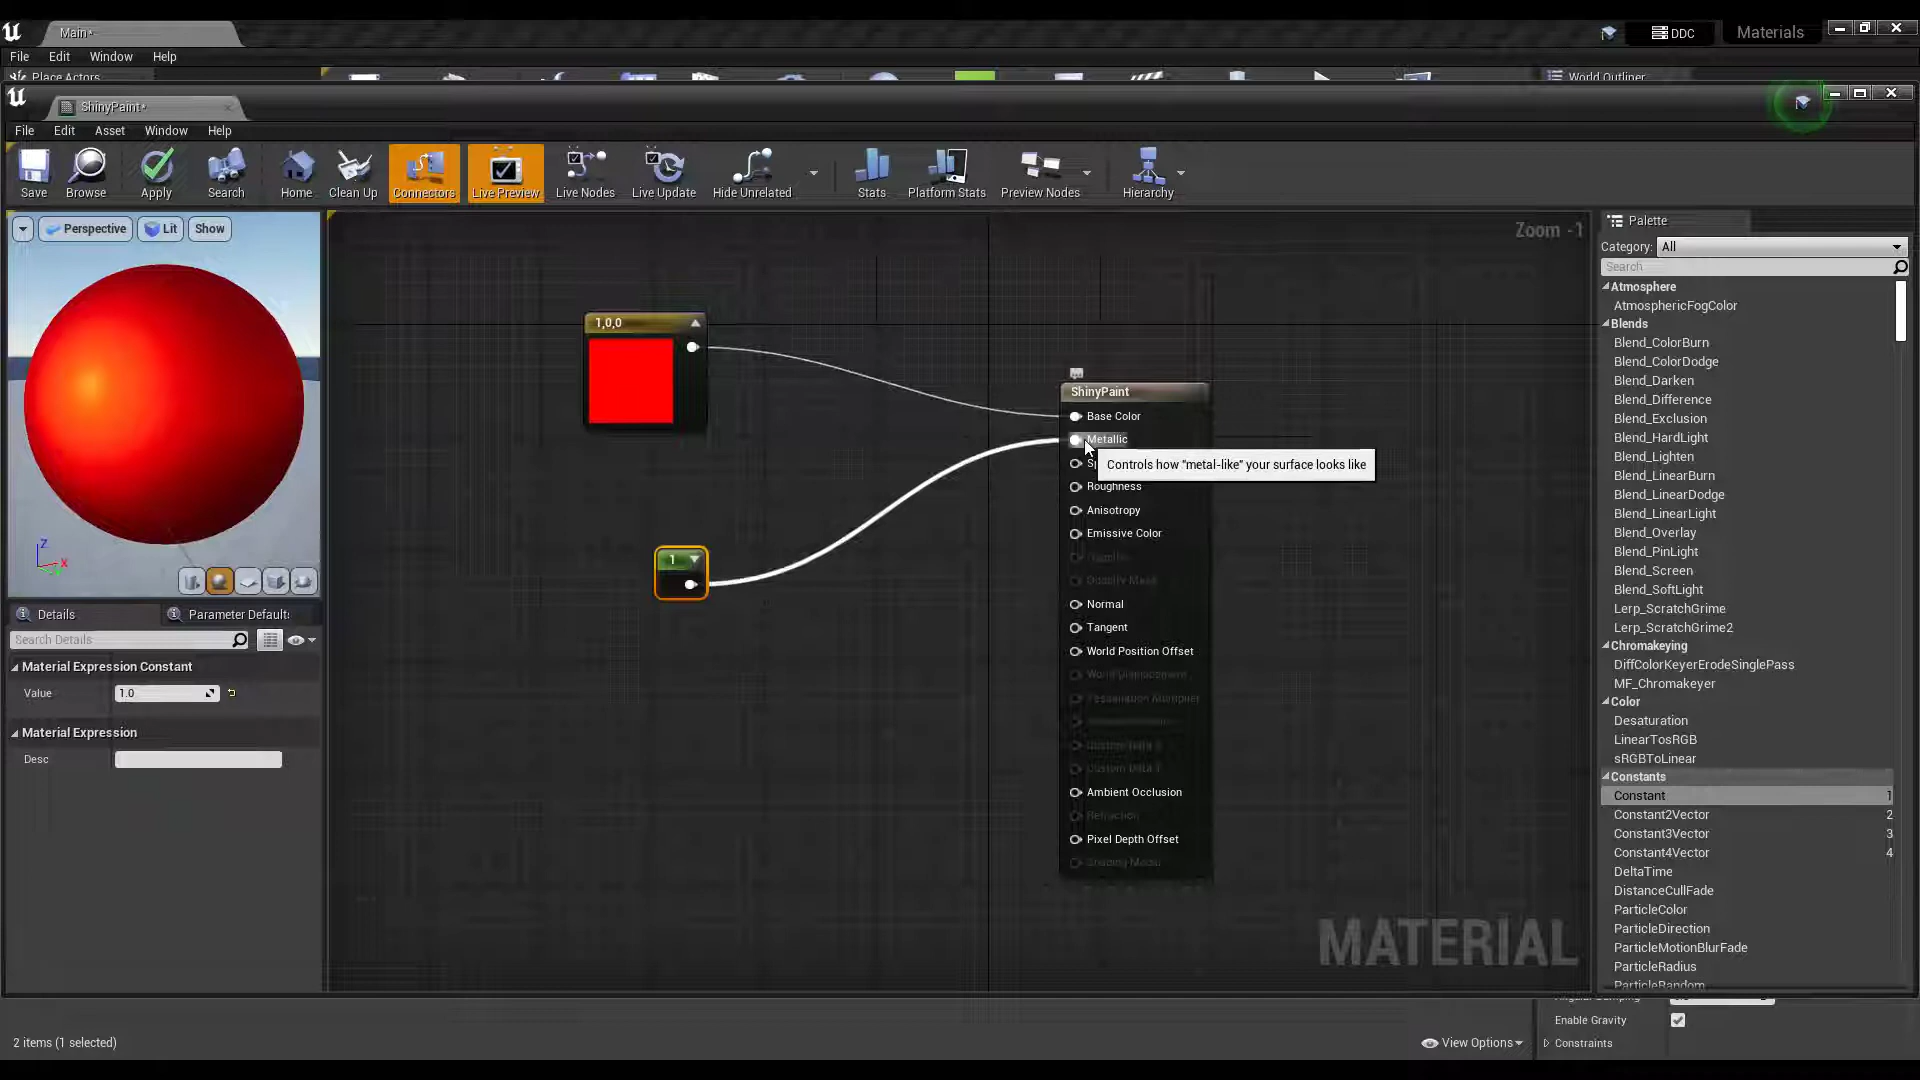 Main*
DDC
Materials
File Edit Window Help
Place Actors
World Outliner
ShinyPaint*
File Edit Asset Window Help
Save
Browse
Apply
Search
Home
Clean Up
Connectors
Live Preview
Live Nodes
Live Update
Hide Unrelated
Stats
Platform Stats
Preview Nodes
Hierarchy
Perspective
Lit
Show
Zoom -1
Z
X
1,0,0
ShinyPaint
Base Color
Metallic
Controls how "metal-like" your surface looks like
Roughness
Anisotropy
Emissive Color
Opacity Mask
Normal
Tangent
World Position Offset
World Displacement
Tessellation Multiplier
Custom Data 0
Custom Data 1
Ambient Occlusion
Refraction
Pixel Depth Offset
Shading Model
1
MATERIAL
Details
Parameter Defaults
Search Details
Material Expression Constant
Value
1.0
Material Expression
Desc
Palette
Category: All
Search
Atmosphere
AtmosphericFogColor
Blends
Blend_ColorBurn
Blend_ColorDodge
Blend_Darken
Blend_Difference
Blend_Exclusion
Blend_HardLight
Blend_Lighten
Blend_LinearBurn
Blend_LinearDodge
Blend_LinearLight
Blend_Overlay
Blend_PinLight
Blend_Screen
Blend_SoftLight
Lerp_ScratchGrime
Lerp_ScratchGrime2
Chromakeying
DiffColorKeyerErodeSinglePass
MF_Chromakeyer
Color
Desaturation
LinearTosRGB
sRGBToLinear
Constants
Constant 1
Constant2Vector 2
Constant3Vector 3
Constant4Vector 4
DeltaTime
DistanceCullFade
ParticleColor
ParticleDirection
ParticleMotionBlurFade
ParticleRadius
ParticleRandom
Enable Gravity
Constraints
2 items (1 selected)
View Options